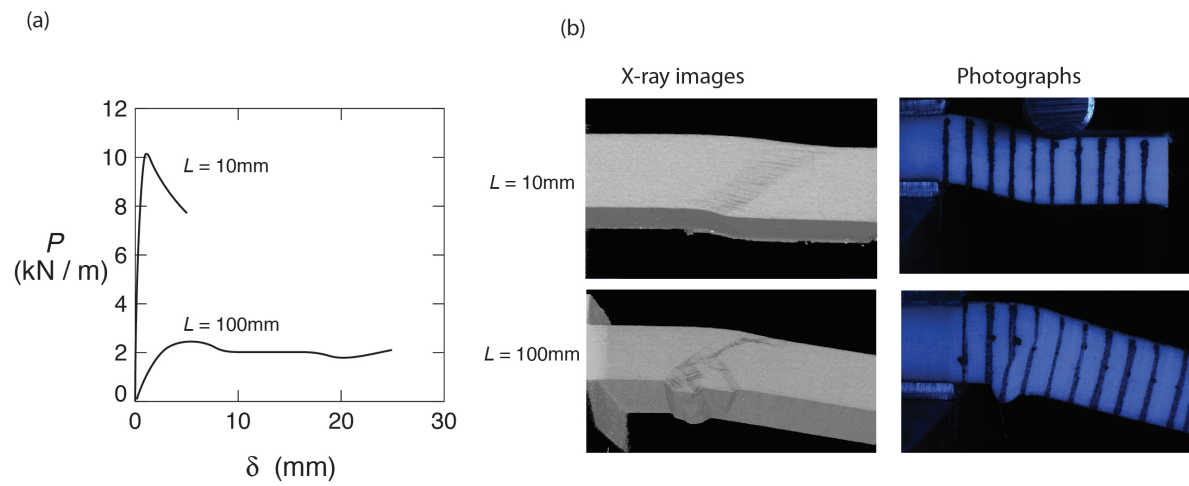 (a)
(b)
X-ray images
Photographs
12
10
8
6
4
2
0
P
(kN / m)
L = 10mm
L = 100mm
0
10
20
30
δ (mm)
L = 10mm
L = 100mm